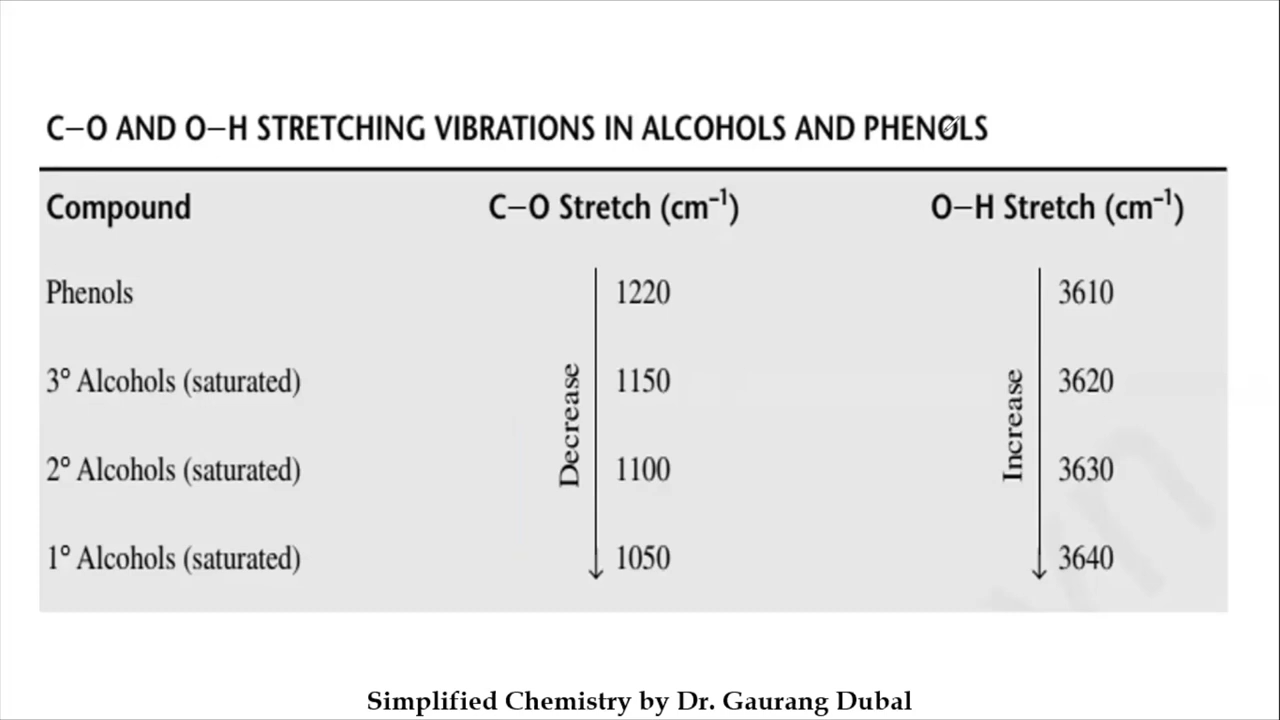 C–O AND O–H STRETCHING VIBRATIONS IN ALCOHOLS AND PHENOLS
Compound C–O Stretch (cm⁻¹) O–H Stretch (cm⁻¹)
Phenols 1220 3610
3° Alcohols (saturated) 1150 3620
Decrease Increase
2° Alcohols (saturated) 1100 3630
1° Alcohols (saturated) 1050 3640
Simplified Chemistry by Dr. Gaurang Dubal